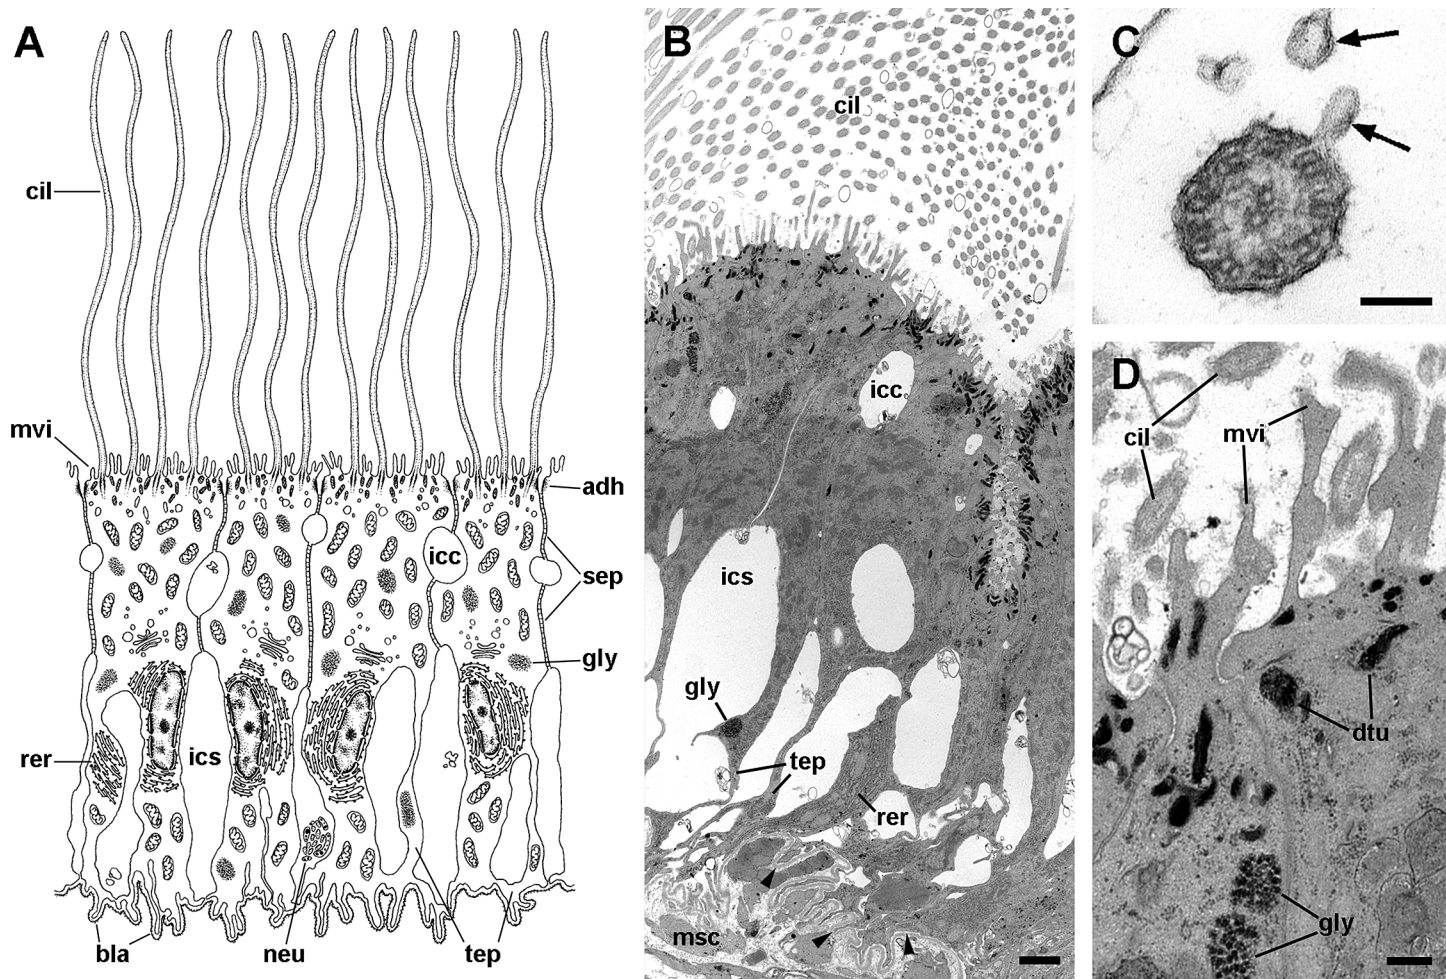 A
cil
mvi
adh
icc
sep
gly
rer
ics
bla
neu
tep
B
cil
icc
ics
gly
tep
rer
msc
C
D
cil
mvi
dtu
gly